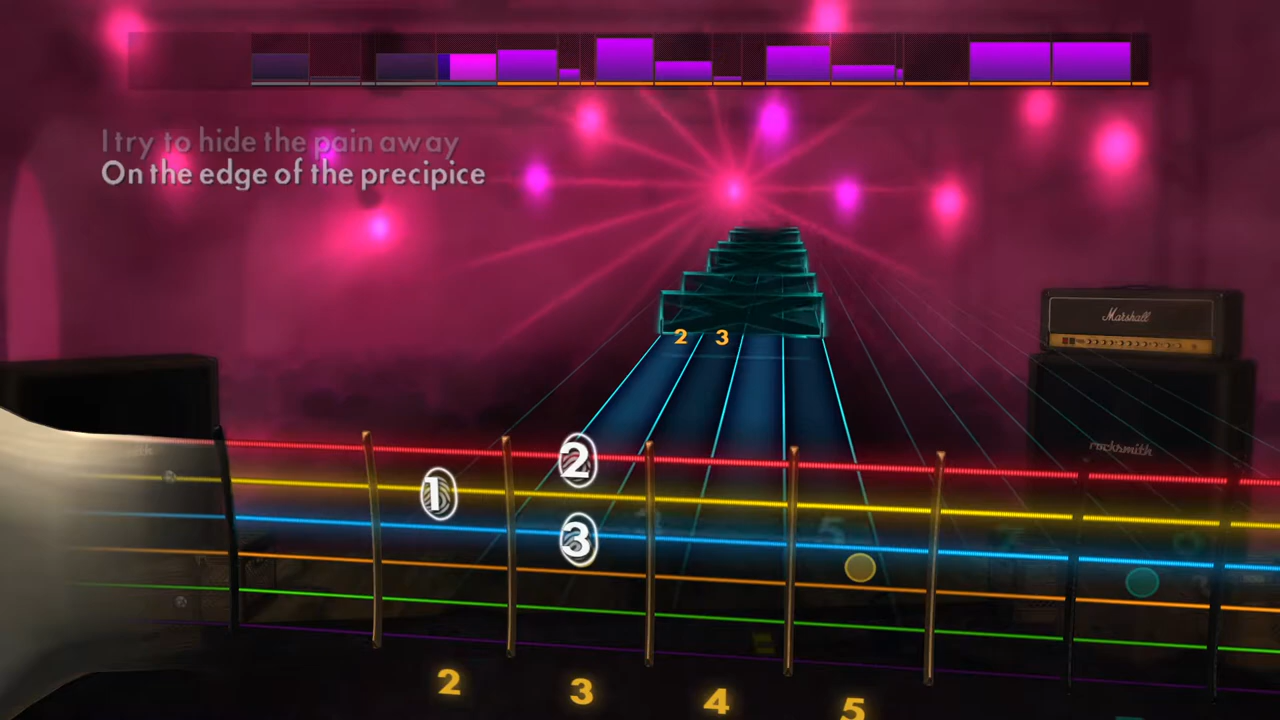 I try to hide the pain away
On the edge of the precipice
Marshall
2 3
2
1
rocksmith
3
5
2 3 4 5